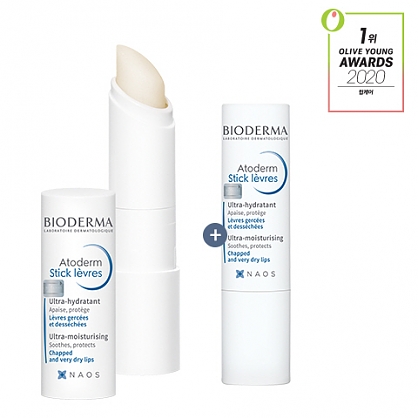 1위
OLIVE YOUNG
AWARDS
2020
립케어
BIODERMA
LABORATOIRE DERMATOLOGIQUE
Atoderm
Stick lèvres
Ultra-hydratant
Apaise, protège
Lèvres gercées
et desséchées
Ultra-moisturising
Soothes, protects
Chapped
and very dry lips
NAOS
+
BIODERMA
LABORATOIRE DERMATOLOGIQUE
Atoderm
Stick lèvres
Ultra-hydratant
Apaise, protège
Lèvres gercées
et desséchées
Ultra-moisturising
Soothes, protects
Chapped
and very dry lips
NAOS